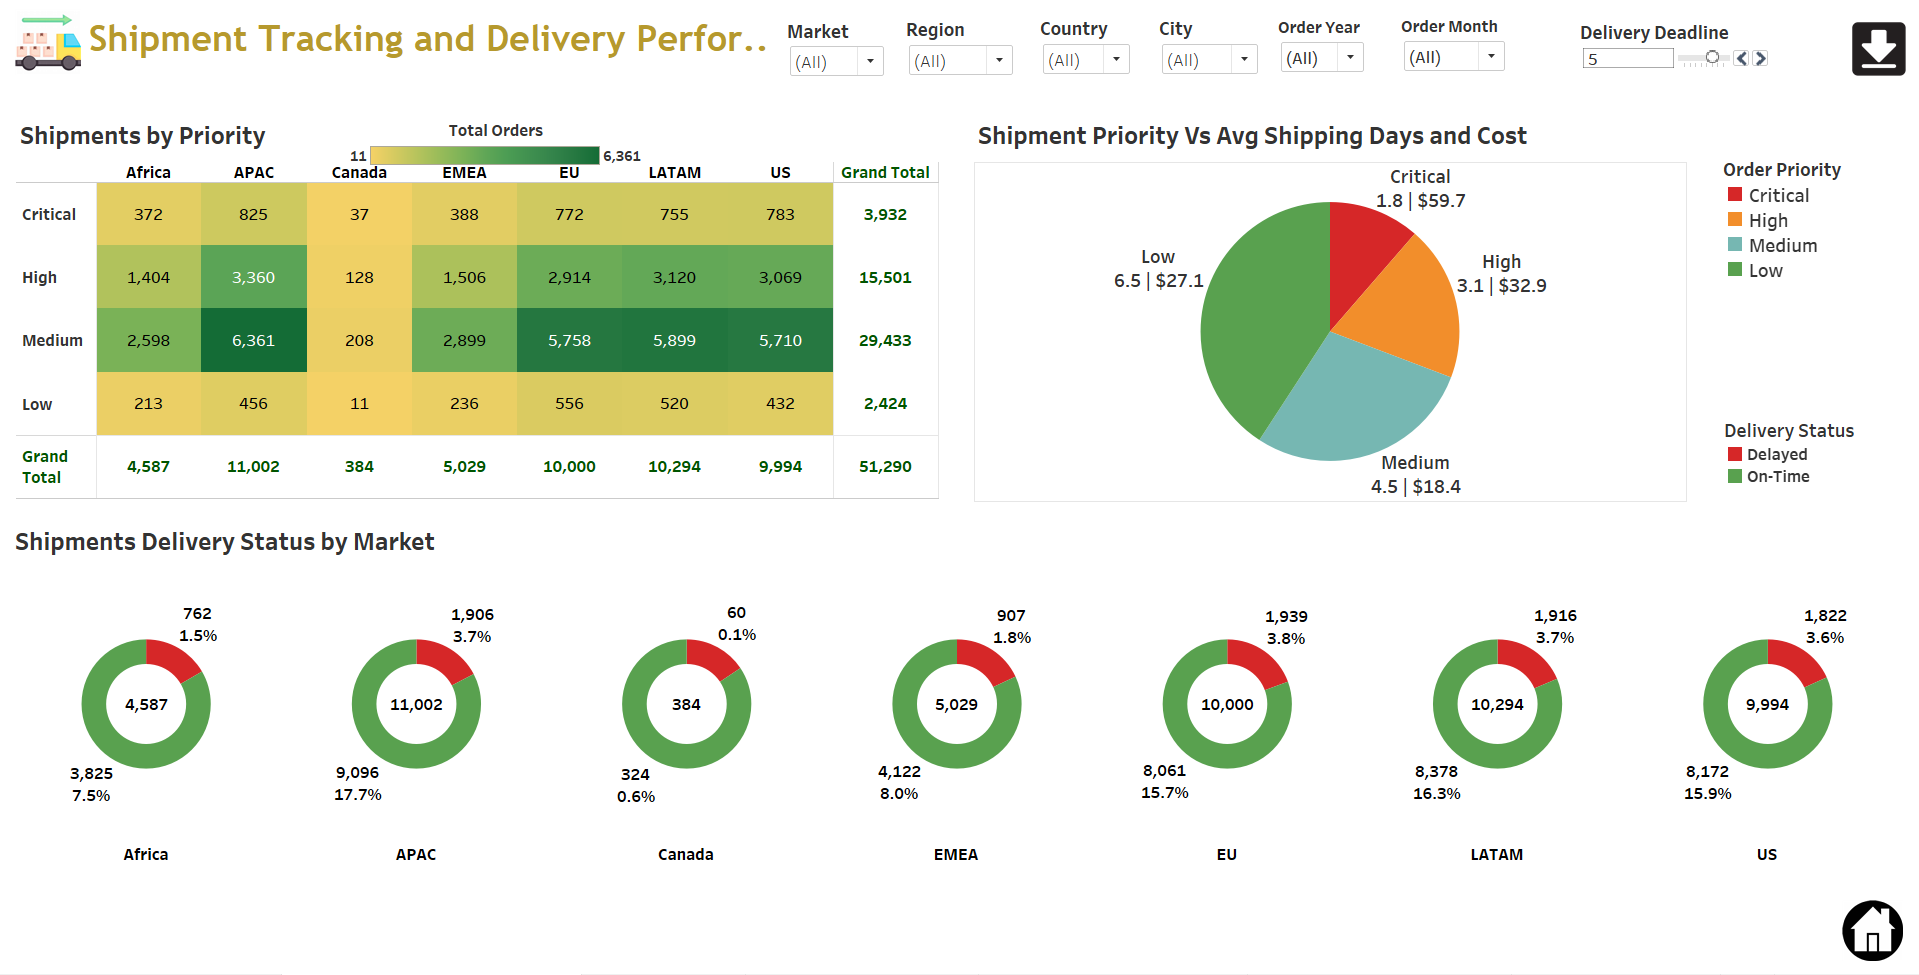 Shipment Tracking and Delivery Perfor..
Market
(All)
Region
(All)
Country
(All)
City
(All)
Order Year
(All)
Order Month
(All)
Delivery Deadline
5
Shipments by Priority
Total Orders
11 6,361
Africa APAC Canada EMEA EU LATAM US Grand Total
Critical 372 825 37 388 772 755 783 3,932
High 1,404 3,360 128 1,506 2,914 3,120 3,069 15,501
Medium 2,598 6,361 208 2,899 5,758 5,899 5,710 29,433
Low 213 456 11 236 556 520 432 2,424
Grand
Total 4,587 11,002 384 5,029 10,000 10,294 9,994 51,290
Shipment Priority Vs Avg Shipping Days and Cost
Critical
1.8 | $59.7
High
3.1 | $32.9
Medium
4.5 | $18.4
Low
6.5 | $27.1
Order Priority
Critical
High
Medium
Low
Delivery Status
Delayed
On-Time
Shipments Delivery Status by Market
762
1.5%
4,587
3,825
7.5%
Africa
1,906
3.7%
11,002
9,096
17.7%
APAC
60
0.1%
384
324
0.6%
Canada
907
1.8%
5,029
4,122
8.0%
EMEA
1,939
3.8%
10,000
8,061
15.7%
EU
1,916
3.7%
10,294
8,378
16.3%
LATAM
1,822
3.6%
9,994
8,172
15.9%
US